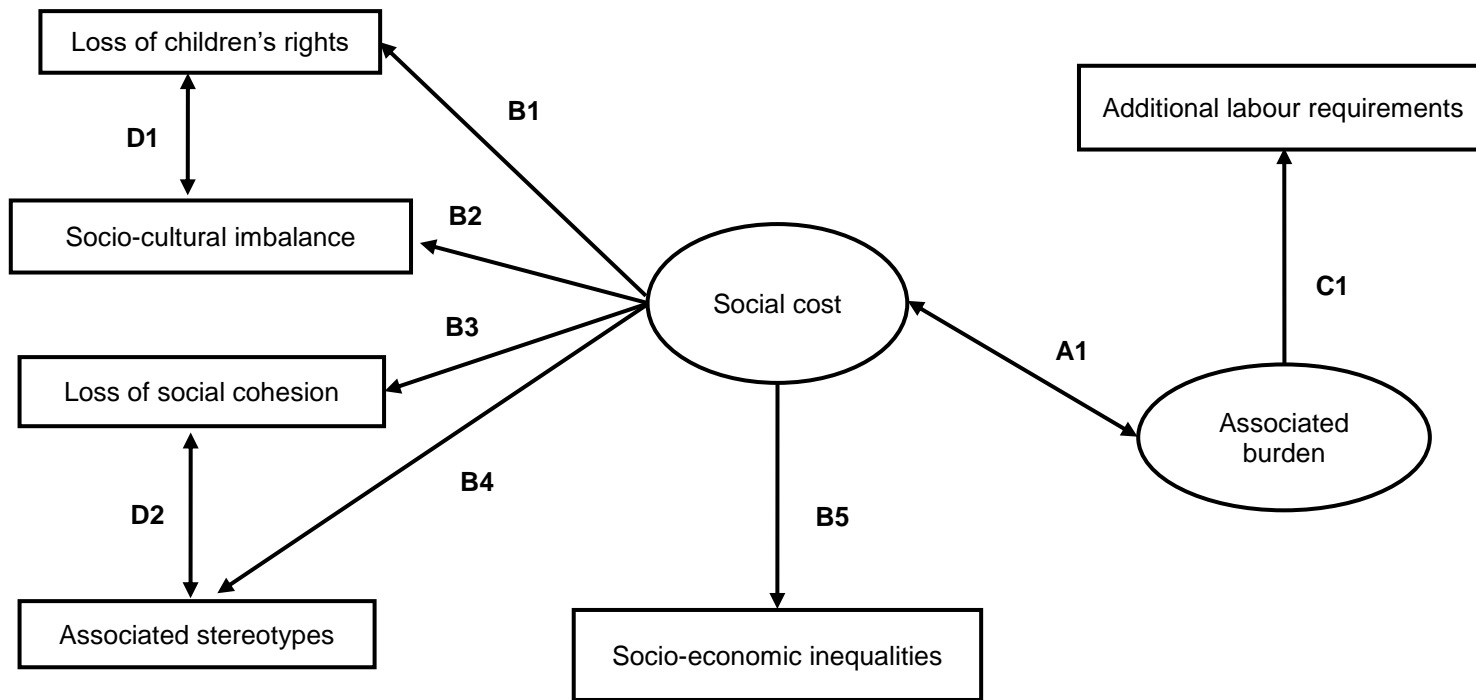 Loss of children’s rights
B1
Additional labour requirements
D1
B2
Socio-cultural imbalance
Social cost
C1
B3
A1
Loss of social cohesion
Associated
burden
B4
D2
B5
Associated stereotypes
Socio-economic inequalities